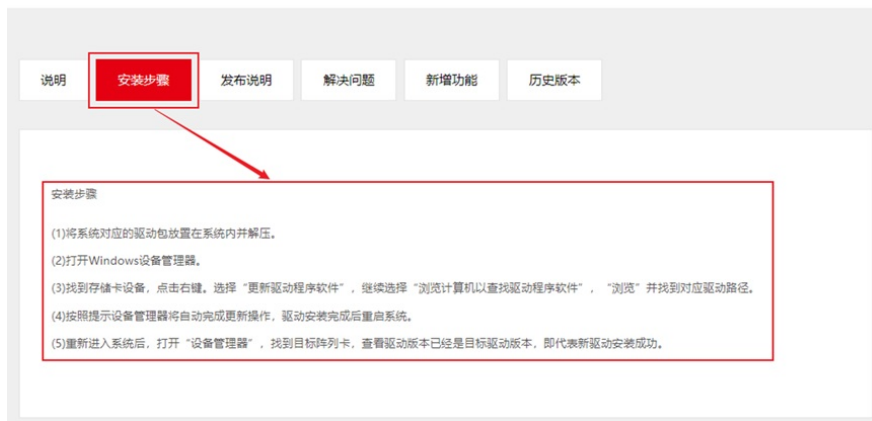 说明 安装步骤 发布说明 解决问题 新增功能 历史版本
安装步骤
(1)将系统对应的驱动包放置在系统内并解压。
(2)打开Windows设备管理器。
(3)找到存储卡设备，点击右键。选择“更新驱动程序软件”，继续选择“浏览计算机以查找驱动程序软件”，“浏览”并找到对应驱动路径。
(4)按照提示设备管理器将自动完成更新操作，驱动安装完成后重启系统。
(5)重新进入系统后，打开“设备管理器”，找到目标阵列卡，查看驱动版本已经是目标驱动版本，即代表新驱动安装成功。